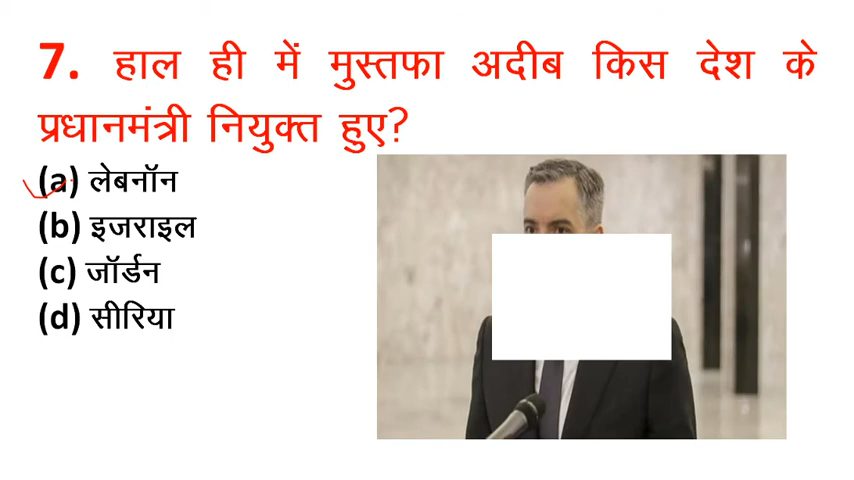 7. हाल ही में मुस्तफा अदीब किस देश के
प्रधानमंत्री नियुक्त हुए?
(a) लेबनॉन
(b) इजराइल
(c) जॉर्डन
(d) सीरिया